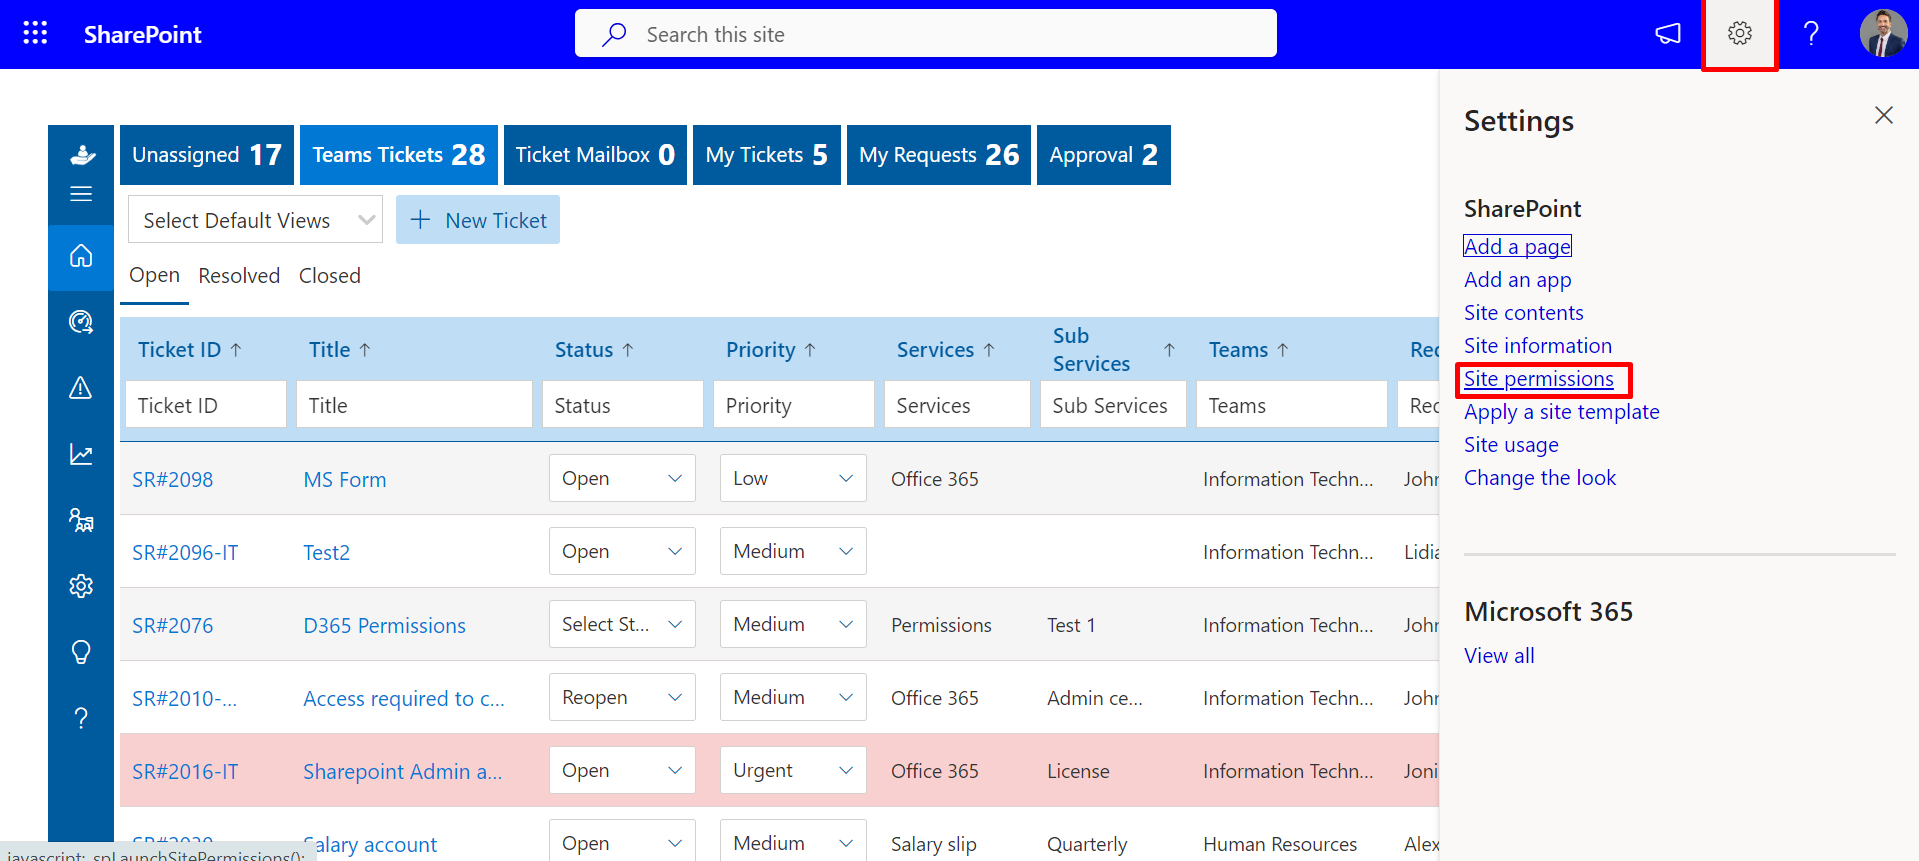 SharePoint
Search this site
?
Unassigned 17
Teams Tickets 28
Ticket Mailbox 0
My Tickets 5
My Requests 26
Approval 2
Select Default Views
+ New Ticket
Open Resolved Closed
Ticket ID ↑ Title ↑ Status ↑ Priority ↑ Services ↑ Sub Services ↑ Teams ↑ Rec
Ticket ID Title Status Priority Services Sub Services Teams Rec
SR#2098 MS Form Open Low Office 365 Information Techn... John
SR#2096-IT Test2 Open Medium Information Techn... Lidia
SR#2076 D365 Permissions Select St... Medium Permissions Test 1 Information Techn... John
SR#2010-... Access required to c... Reopen Medium Office 365 Admin ce... Information Techn... John
SR#2016-IT Sharepoint Admin a... Open Urgent Office 365 License Information Techn... Joni
Salary account Open Medium Salary slip Quarterly Human Resources Alex
?
javascript:_spLaunchSitePermissions();
Settings
SharePoint
Add a page
Add an app
Site contents
Site information
Site permissions
Apply a site template
Site usage
Change the look
Microsoft 365
View all